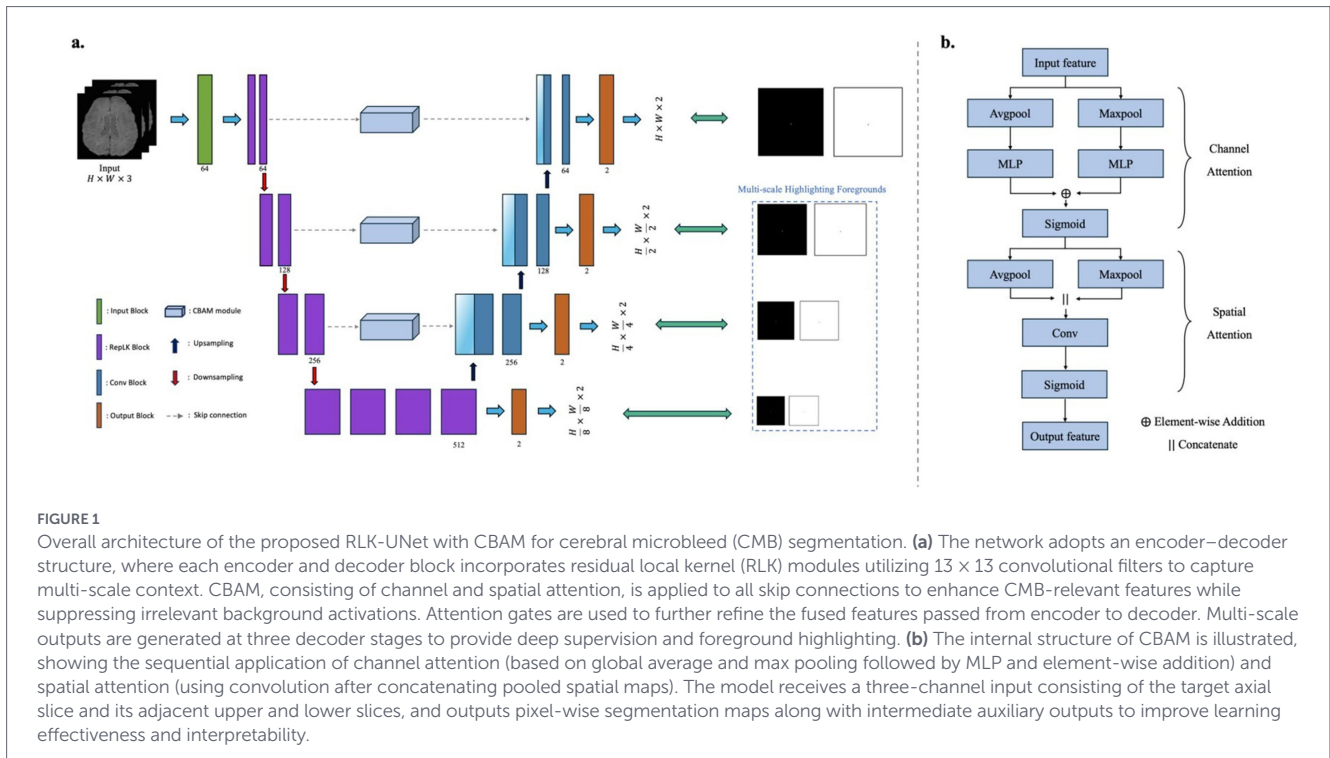 a.
Input
H × W × 3
64
64
64
2
H×W×2
128
128
2
H/2 × W/2 × 2
256
256
2
H/4 × W/4 × 2
512
2
H/8 × W/8 × 2
Multi-scale Highlighting Foregrounds
: Input Block
: CBAM module
: RepLK Block
: Upsampling
: Conv Block
: Downsampling
: Output Block
: Skip connection
b.
Input feature
Avgpool
Maxpool
MLP
MLP
⊕
Sigmoid
Channel
Attention
Avgpool
Maxpool
||
Conv
Sigmoid
Spatial
Attention
Output feature
⊕ Element-wise Addition
|| Concatenate
FIGURE 1
Overall architecture of the proposed RLK-UNet with CBAM for cerebral microbleed (CMB) segmentation. (a) The network adopts an encoder–decoder
structure, where each encoder and decoder block incorporates residual local kernel (RLK) modules utilizing 13 × 13 convolutional filters to capture
multi-scale context. CBAM, consisting of channel and spatial attention, is applied to all skip connections to enhance CMB-relevant features while
suppressing irrelevant background activations. Attention gates are used to further refine the fused features passed from encoder to decoder. Multi-scale
outputs are generated at three decoder stages to provide deep supervision and foreground highlighting. (b) The internal structure of CBAM is illustrated,
showing the sequential application of channel attention (based on global average and max pooling followed by MLP and element-wise addition) and
spatial attention (using convolution after concatenating pooled spatial maps). The model receives a three-channel input consisting of the target axial
slice and its adjacent upper and lower slices, and outputs pixel-wise segmentation maps along with intermediate auxiliary outputs to improve learning
effectiveness and interpretability.